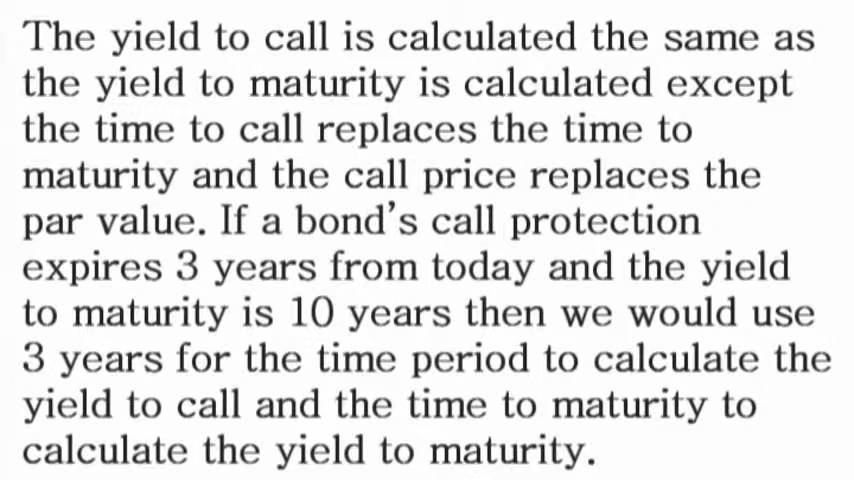 The yield to call is calculated the same as
the yield to maturity is calculated except
the time to call replaces the time to
maturity and the call price replaces the
par value. If a bond's call protection
expires 3 years from today and the yield
to maturity is 10 years then we would use
3 years for the time period to calculate the
yield to call and the time to maturity to
calculate the yield to maturity.